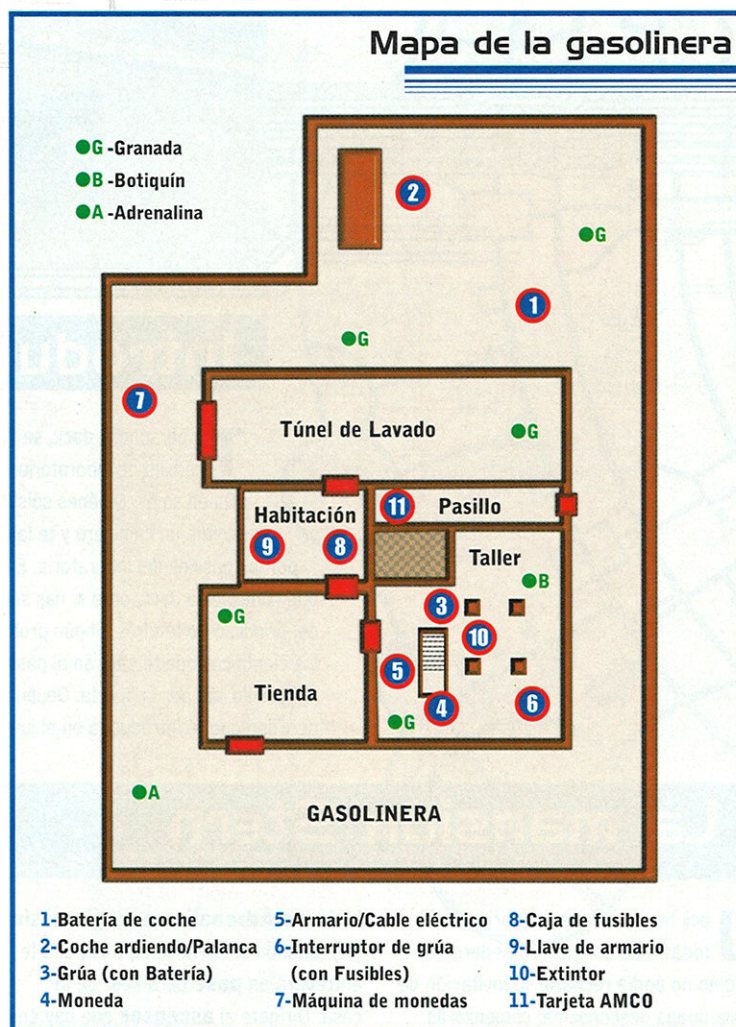 Mapa de la gasolinera
G -Granada
B -Botiquín
A -Adrenalina
2
G
1
G
7
Túnel de Lavado
G
11
Pasillo
Habitación
9
8
Taller
B
3
G
10
5
Tienda
4
6
G
A
GASOLINERA
1-Batería de coche
2-Coche ardiendo/Palanca
3-Grúa (con Batería)
4-Moneda
5-Armario/Cable eléctrico
6-Interruptor de grúa
(con Fusibles)
7-Máquina de monedas
8-Caja de fusibles
9-Llave de armario
10-Extintor
11-Tarjeta AMCO